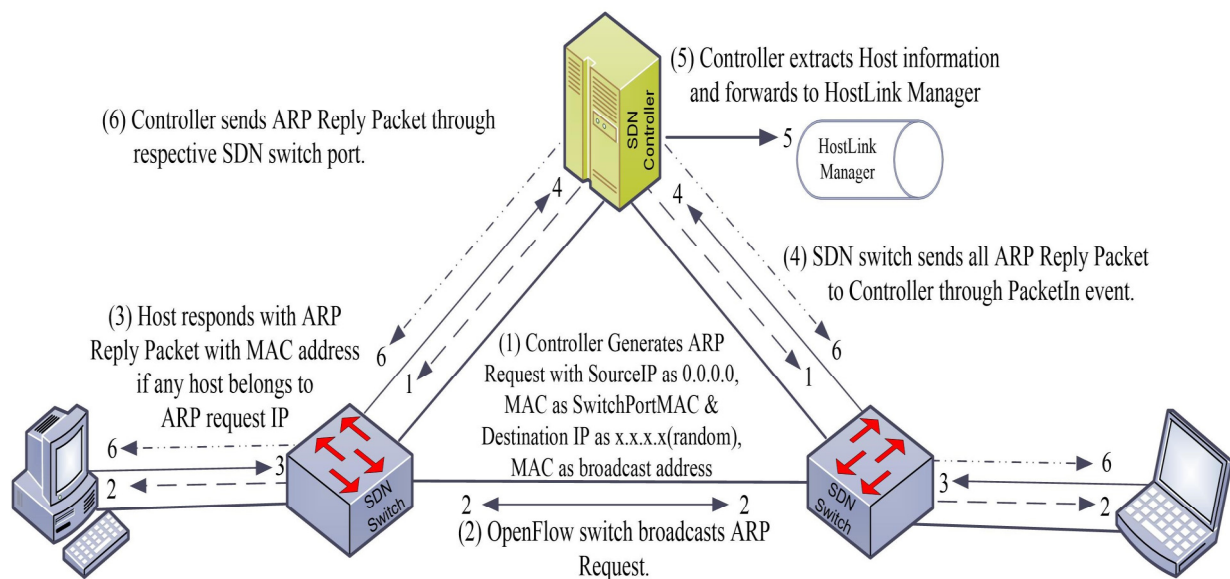 (5) Controller extracts Host information
and forwards to HostLink Manager
(6) Controller sends ARP Reply Packet through
respective SDN switch port.
SDN
Controller
5
HostLink
Manager
4
4
(4) SDN switch sends all ARP Reply Packet
to Controller through PacketIn event.
(3) Host responds with ARP
Reply Packet with MAC address
if any host belongs to
ARP request IP
6
1
(1) Controller Generates ARP
Request with SourceIP as 0.0.0.0,
MAC as SwitchPortMAC &
Destination IP as x.x.x.x(random),
MAC as broadcast address
6
1
6
3
2
SDN
Switch
SDN
Switch
6
3
2
2
2
(2) OpenFlow switch broadcasts ARP
Request.